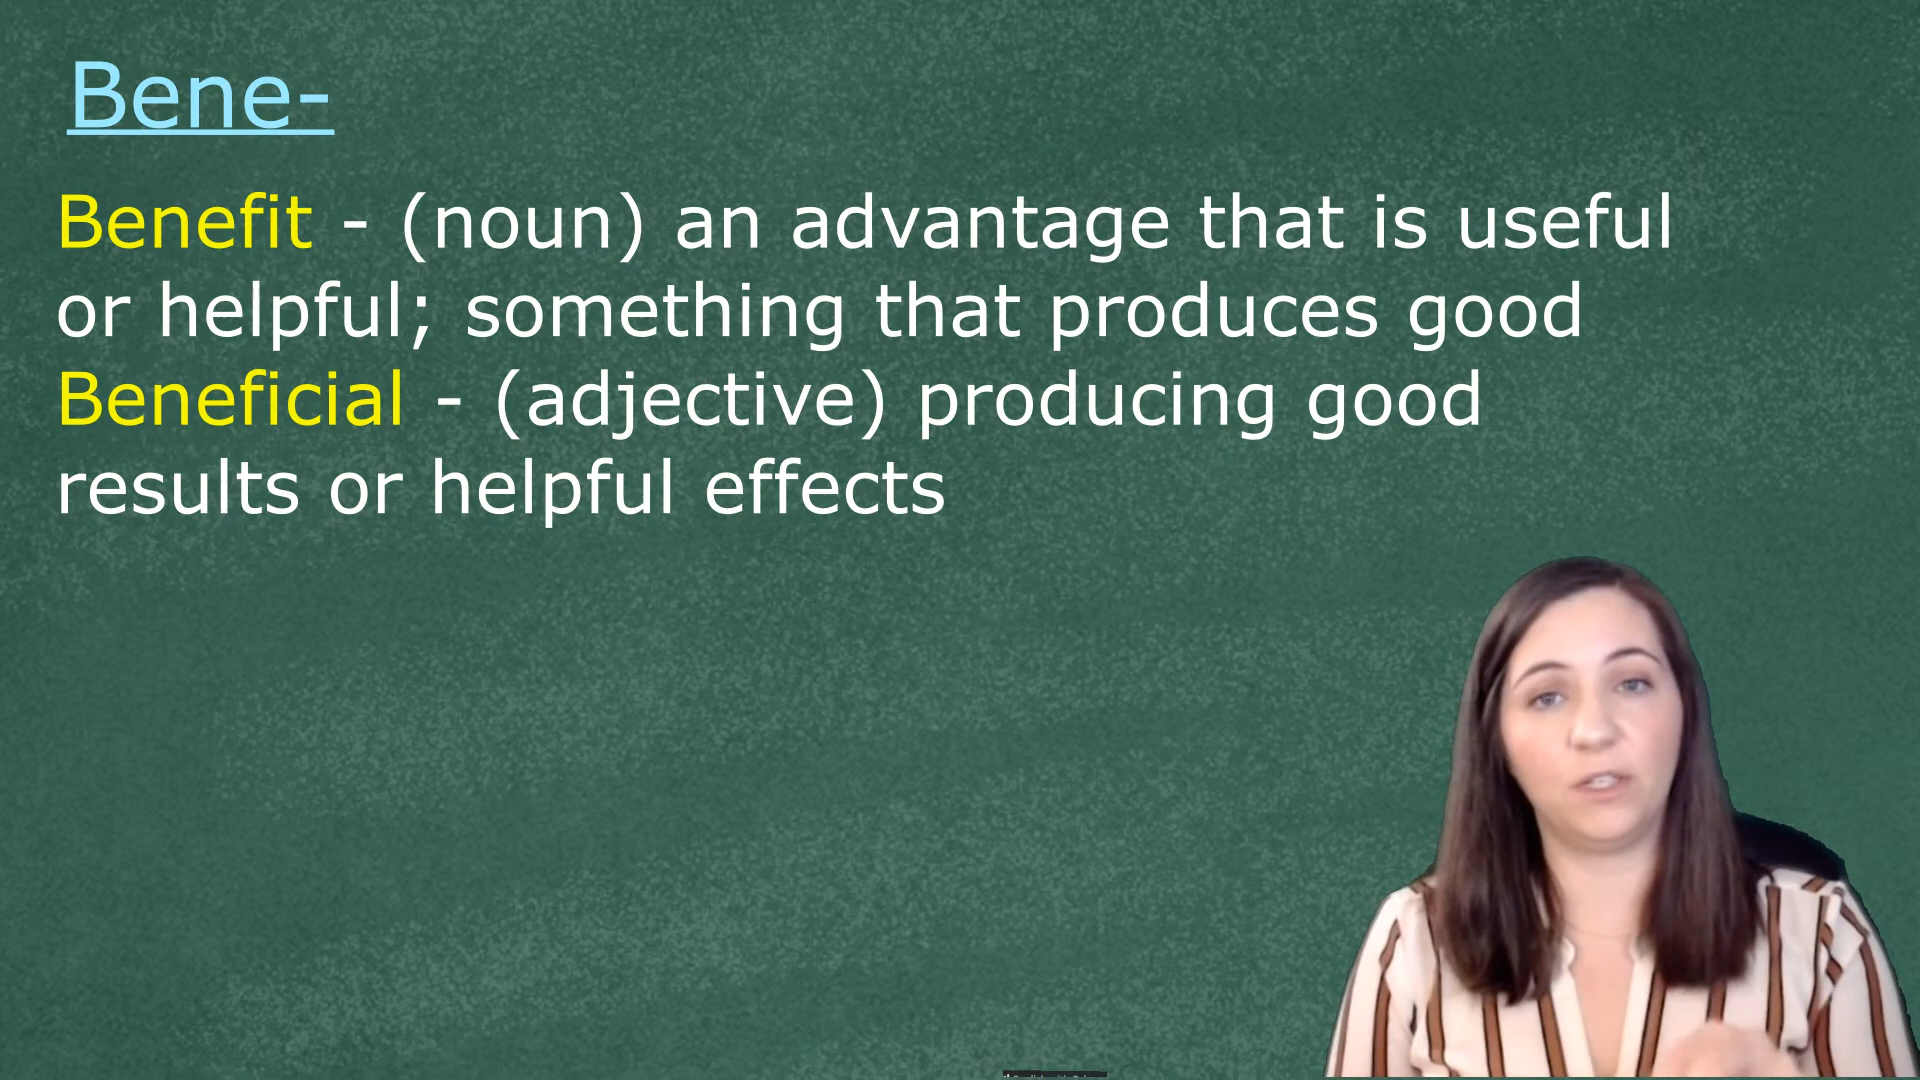 Bene-
Benefit - (noun) an advantage that is useful
or helpful; something that produces good
Beneficial - (adjective) producing good
results or helpful effects